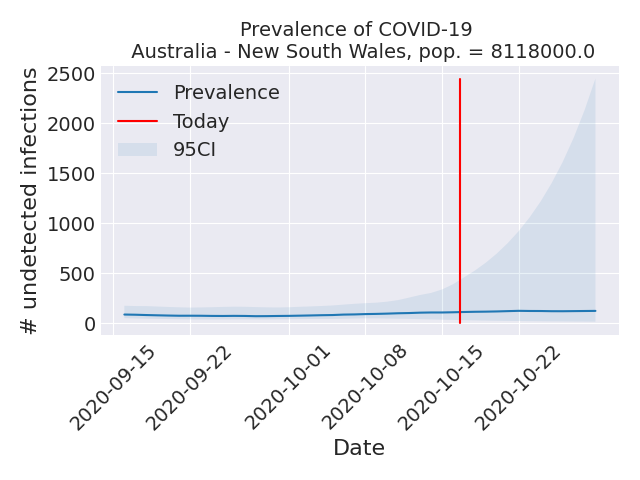 Prevalence of COVID-19
Australia - New South Wales, pop. = 8118000.0
# undetected infections
2500
2000
1500
1000
500
0
Prevalence
Today
95CI
2020-09-15
2020-09-22
2020-10-01
2020-10-08
2020-10-15
2020-10-22
Date